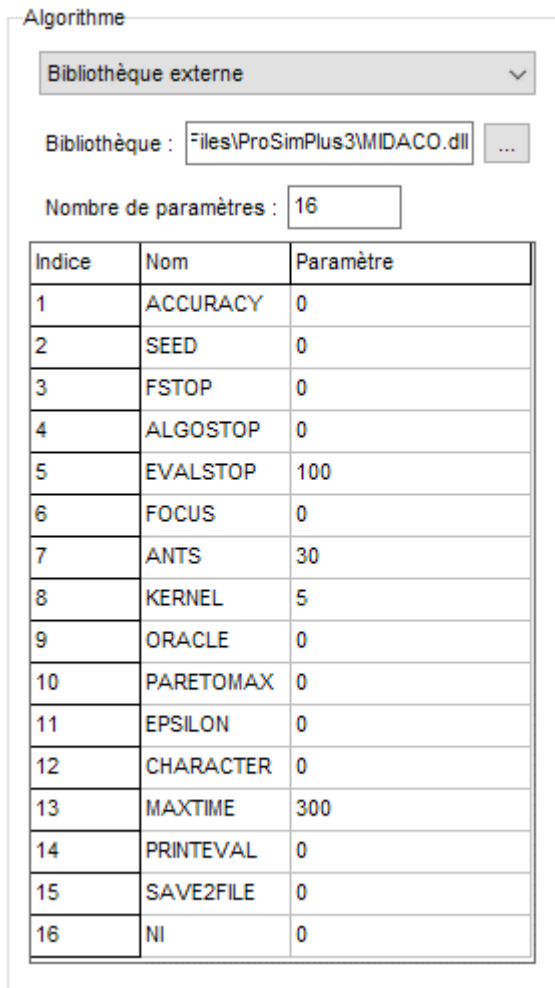 Algorithme
Bibliothèque externe
Bibliothèque : Files\ProSimPlus3\MIDACO.dll ...
Nombre de paramètres : 16
Indice Nom Paramètre
1 ACCURACY 0
2 SEED 0
3 FSTOP 0
4 ALGOSTOP 0
5 EVALSTOP 100
6 FOCUS 0
7 ANTS 30
8 KERNEL 5
9 ORACLE 0
10 PARETOMAX 0
11 EPSILON 0
12 CHARACTER 0
13 MAXTIME 300
14 PRINTEVAL 0
15 SAVE2FILE 0
16 NI 0